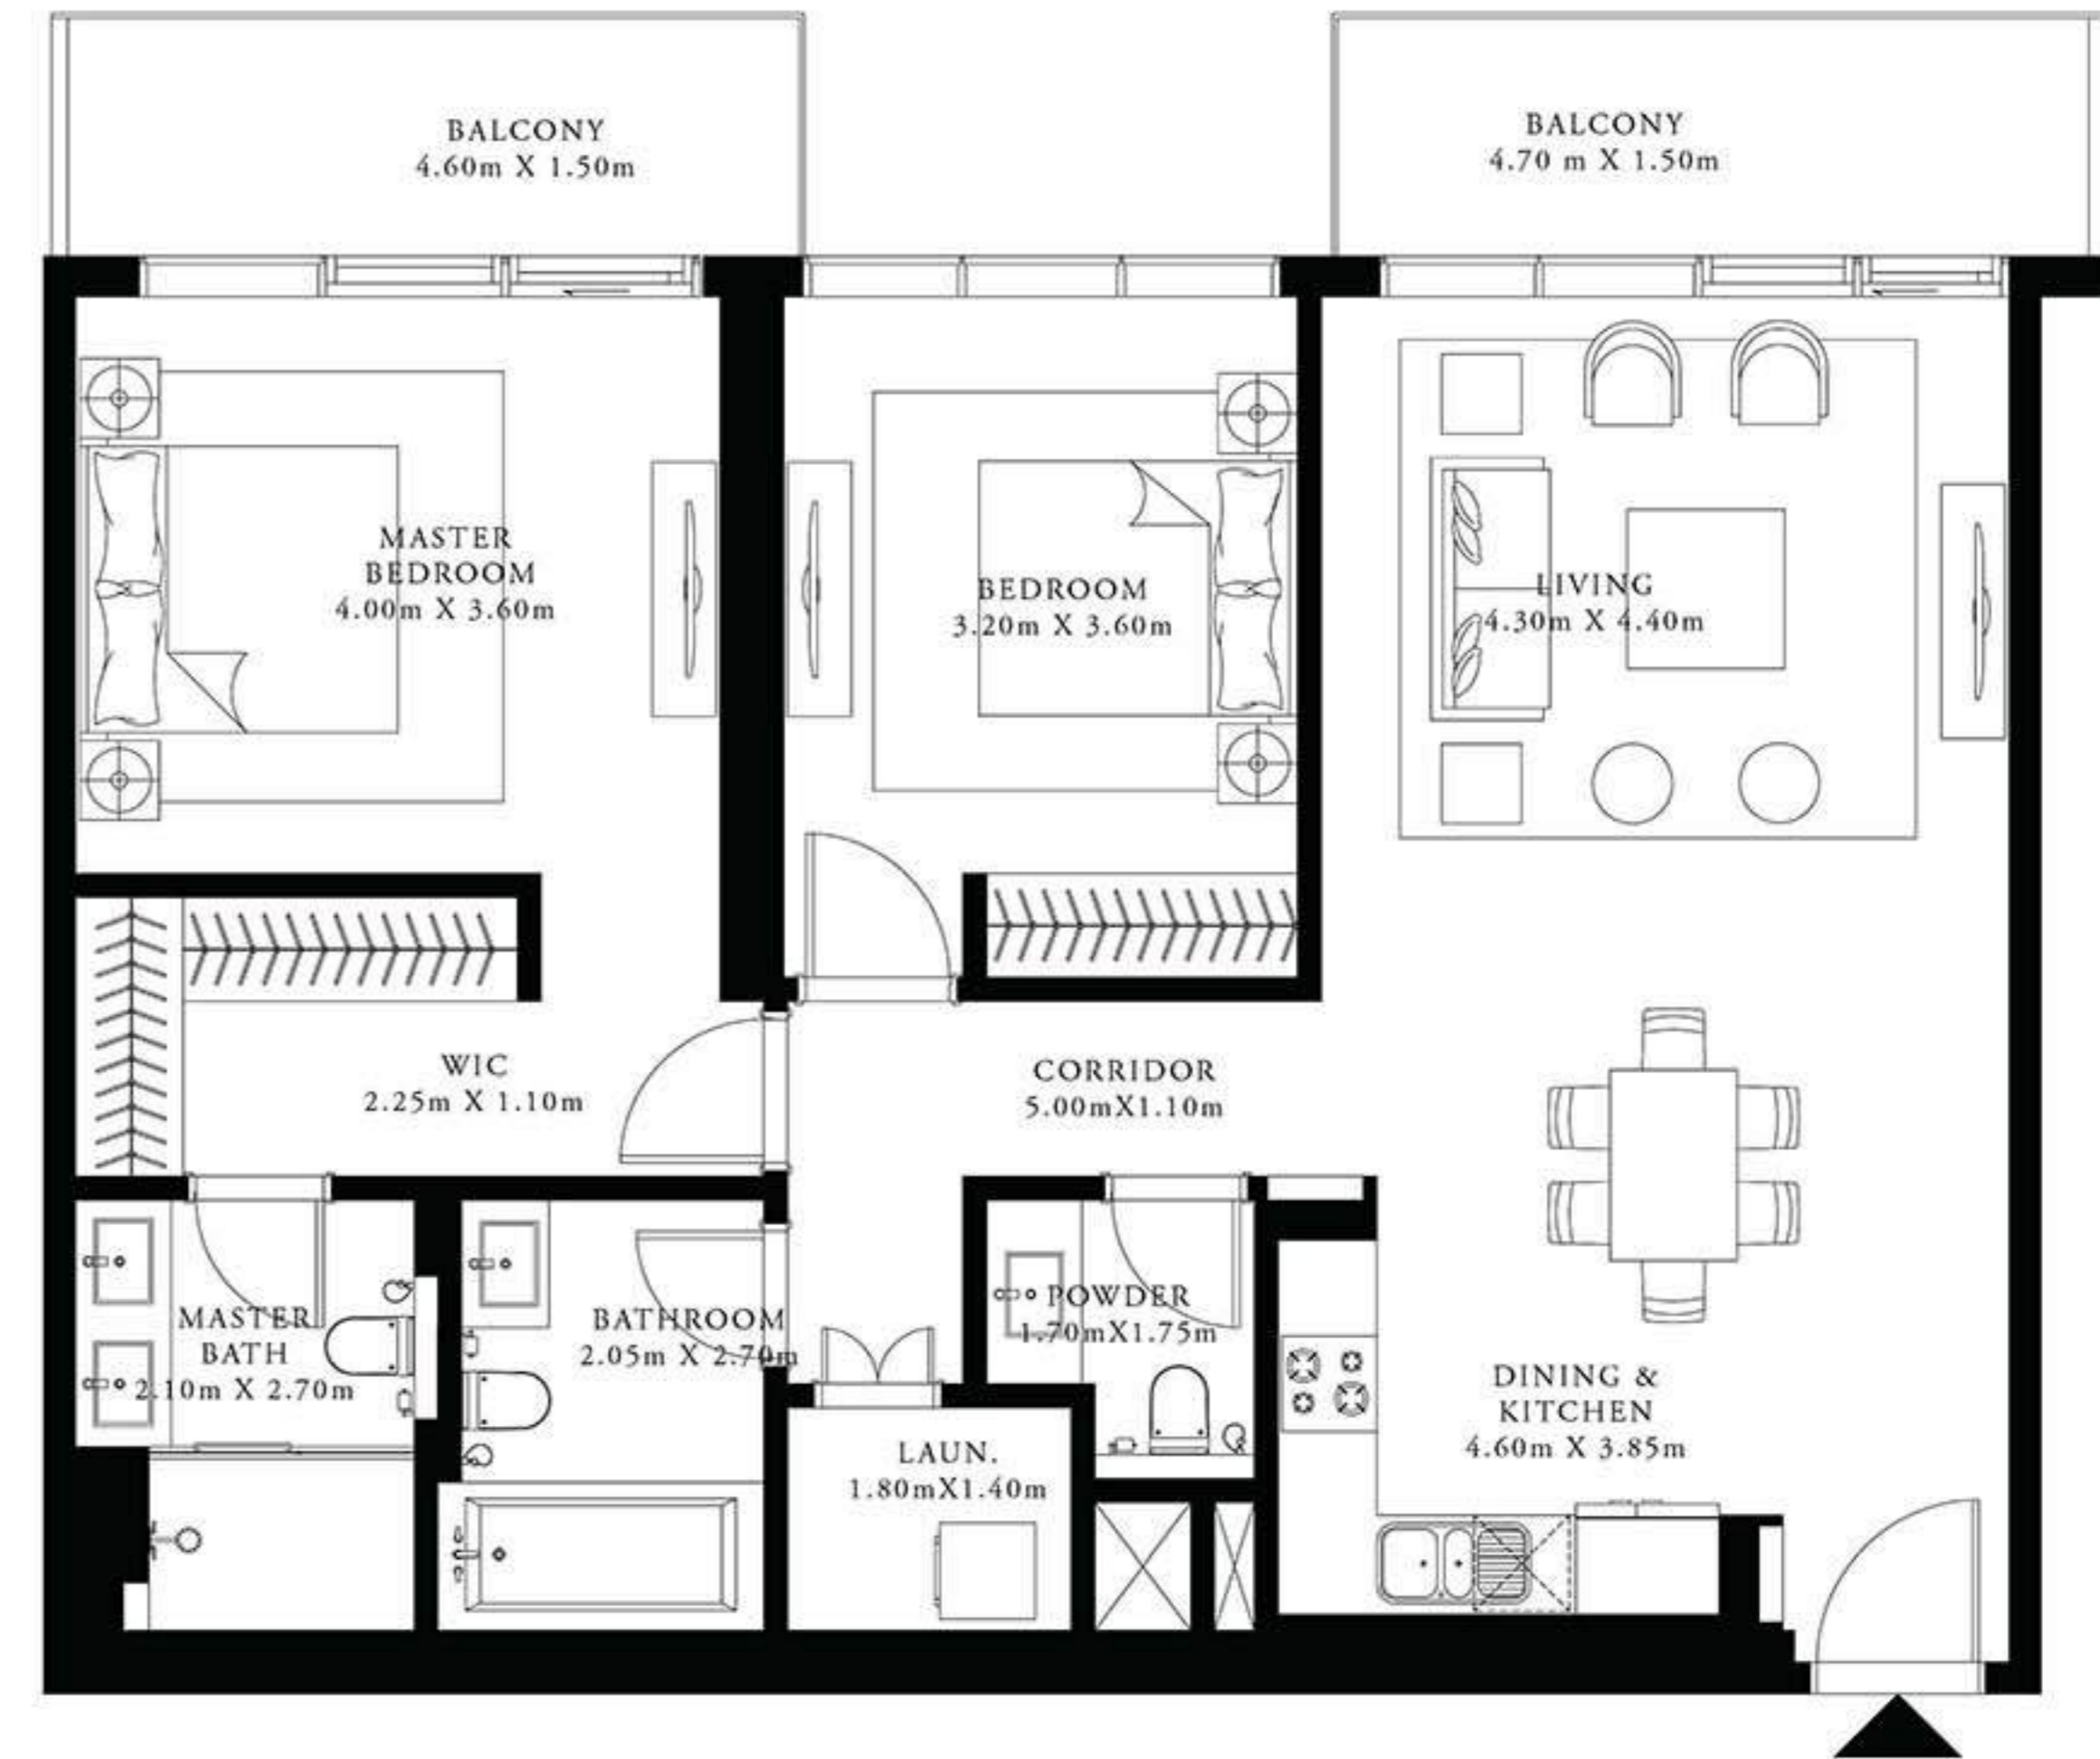 BALCONY
4.60m X 1.50m
BALCONY
4.70 m X 1.50m
MASTER
BEDROOM
4.00m X 3.60m
BEDROOM
3.20m X 3.60m
LIVING
4.30m X 4.40m
WIC
2.25m X 1.10m
CORRIDOR
5.00mX1.10m
MASTER
BATH
2.10m X 2.70m
BATHROOM
2.05m X 2.70m
POWDER
1.70mX1.75m
LAUN.
1.80mX1.40m
DINING &
KITCHEN
4.60m X 3.85m